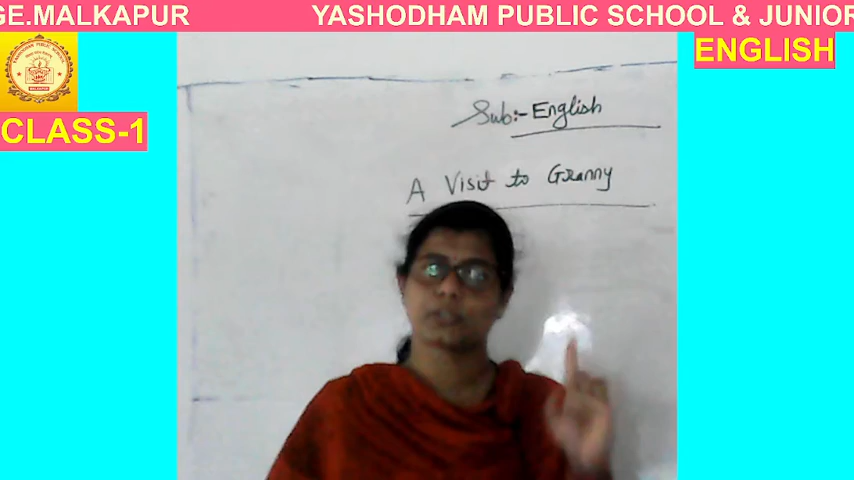 GE.MALKAPUR YASHODHAM PUBLIC SCHOOL & JUNIOR
ENGLISH
CLASS-1
Sub:- English
A Visit to Granny